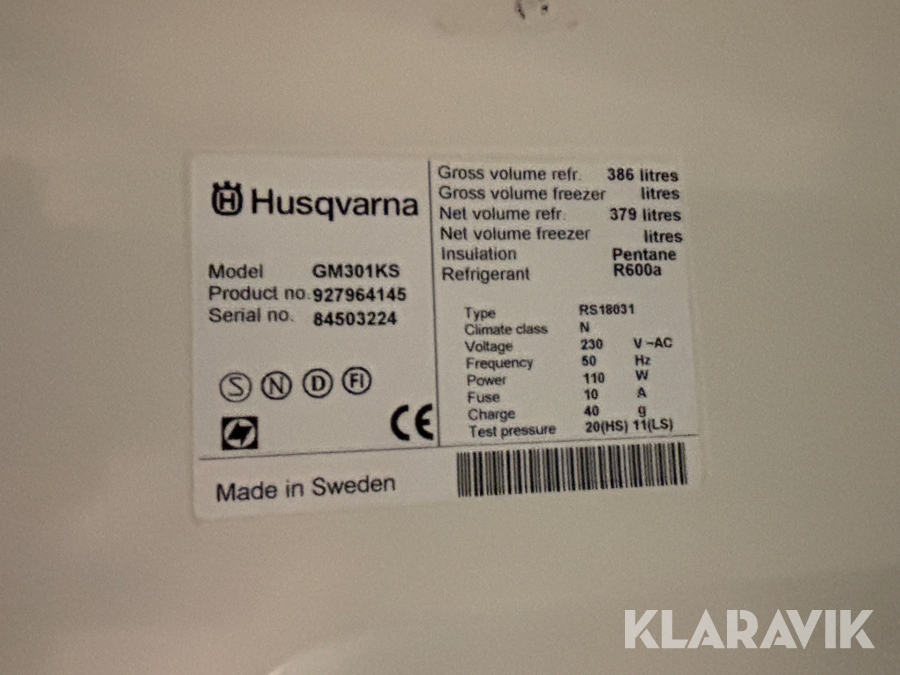 Husqvarna
Model GM301KS
Product no. 927964145
Serial no. 84503224
S N D FI
CE
Made in Sweden
Gross volume refr. 386 litres
Gross volume freezer litres
Net volume refr. 379 litres
Net volume freezer litres
Insulation Pentane
Refrigerant R600a
Type RS18031
Climate class N
Voltage 230 V ~AC
Frequency 50 Hz
Power 110 W
Fuse 10 A
Charge 40 g
Test pressure 20(HS) 11(LS)
KLARAVIK